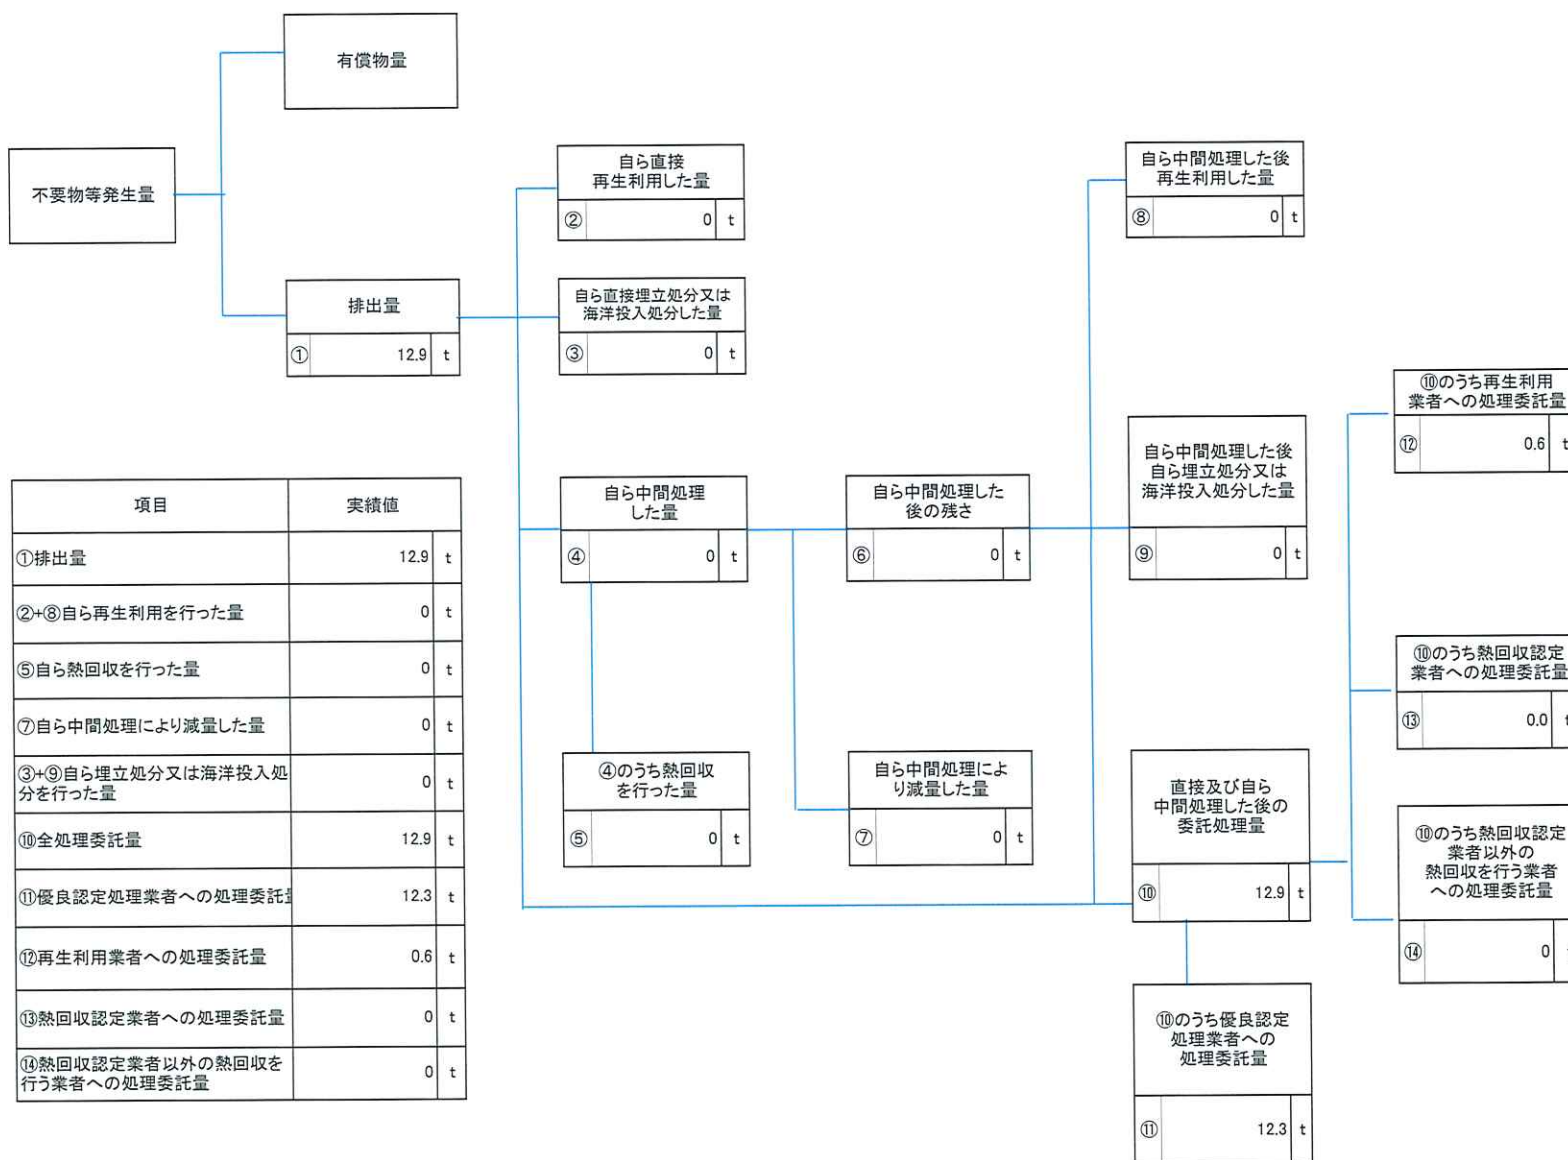 有償物量
不要物等発生量
排出量
① 12.9 t
自ら直接
再生利用した量
② 0 t
自ら直接埋立処分又は
海洋投入処分した量
③ 0 t
自ら中間処理
した量
④ 0 t
④のうち熱回収
を行った量
⑤ 0 t
自ら中間処理した
後の残さ
⑥ 0 t
自ら中間処理によ
り減量した量
⑦ 0 t
自ら中間処理した後
再生利用した量
⑧ 0 t
自ら中間処理した後
自ら埋立処分又は
海洋投入処分した量
⑨ 0 t
直接及び自ら
中間処理した後の
委託処理量
⑩ 12.9 t
⑩のうち優良認定
処理業者への
処理委託量
⑪ 12.3 t
⑩のうち再生利用
業者への処理委託量
⑫ 0.6 t
⑩のうち熱回収認定
業者への処理委託量
⑬ 0.0 t
⑩のうち熱回収認定
業者以外の
熱回収を行う業者
への処理委託量
⑭ 0
項目 実績値
①排出量 12.9 t
②+⑧自ら再生利用を行った量 0 t
⑤自ら熱回収を行った量 0 t
⑦自ら中間処理により減量した量 0 t
③+⑨自ら埋立処分又は海洋投入処
分を行った量 0 t
⑩全処理委託量 12.9 t
⑪優良認定処理業者への処理委託量 12.3 t
⑫再生利用業者への処理委託量 0.6 t
⑬熱回収認定業者への処理委託量 0 t
⑭熱回収認定業者以外の熱回収を
行う業者への処理委託量 0 t